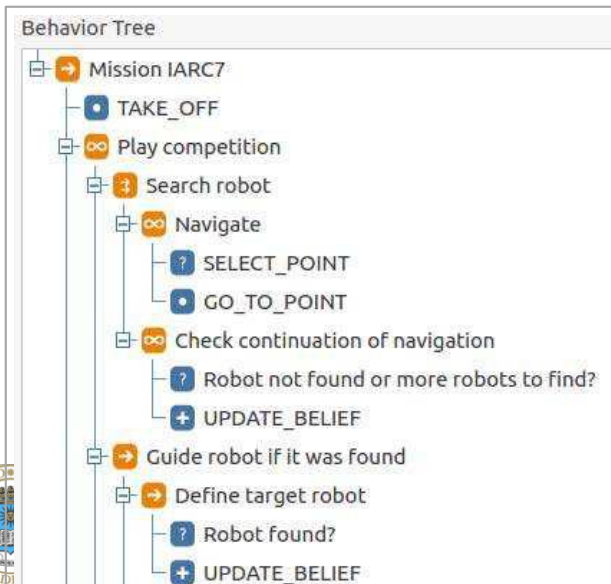 Behavior Tree
Mission IARC7
TAKE_OFF
Play competition
Search robot
Navigate
? SELECT_POINT
GO_TO_POINT
Check continuation of navigation
? Robot not found or more robots to find?
+ UPDATE_BELIEF
Guide robot if it was found
Define target robot
? Robot found?
+ UPDATE_BELIEF